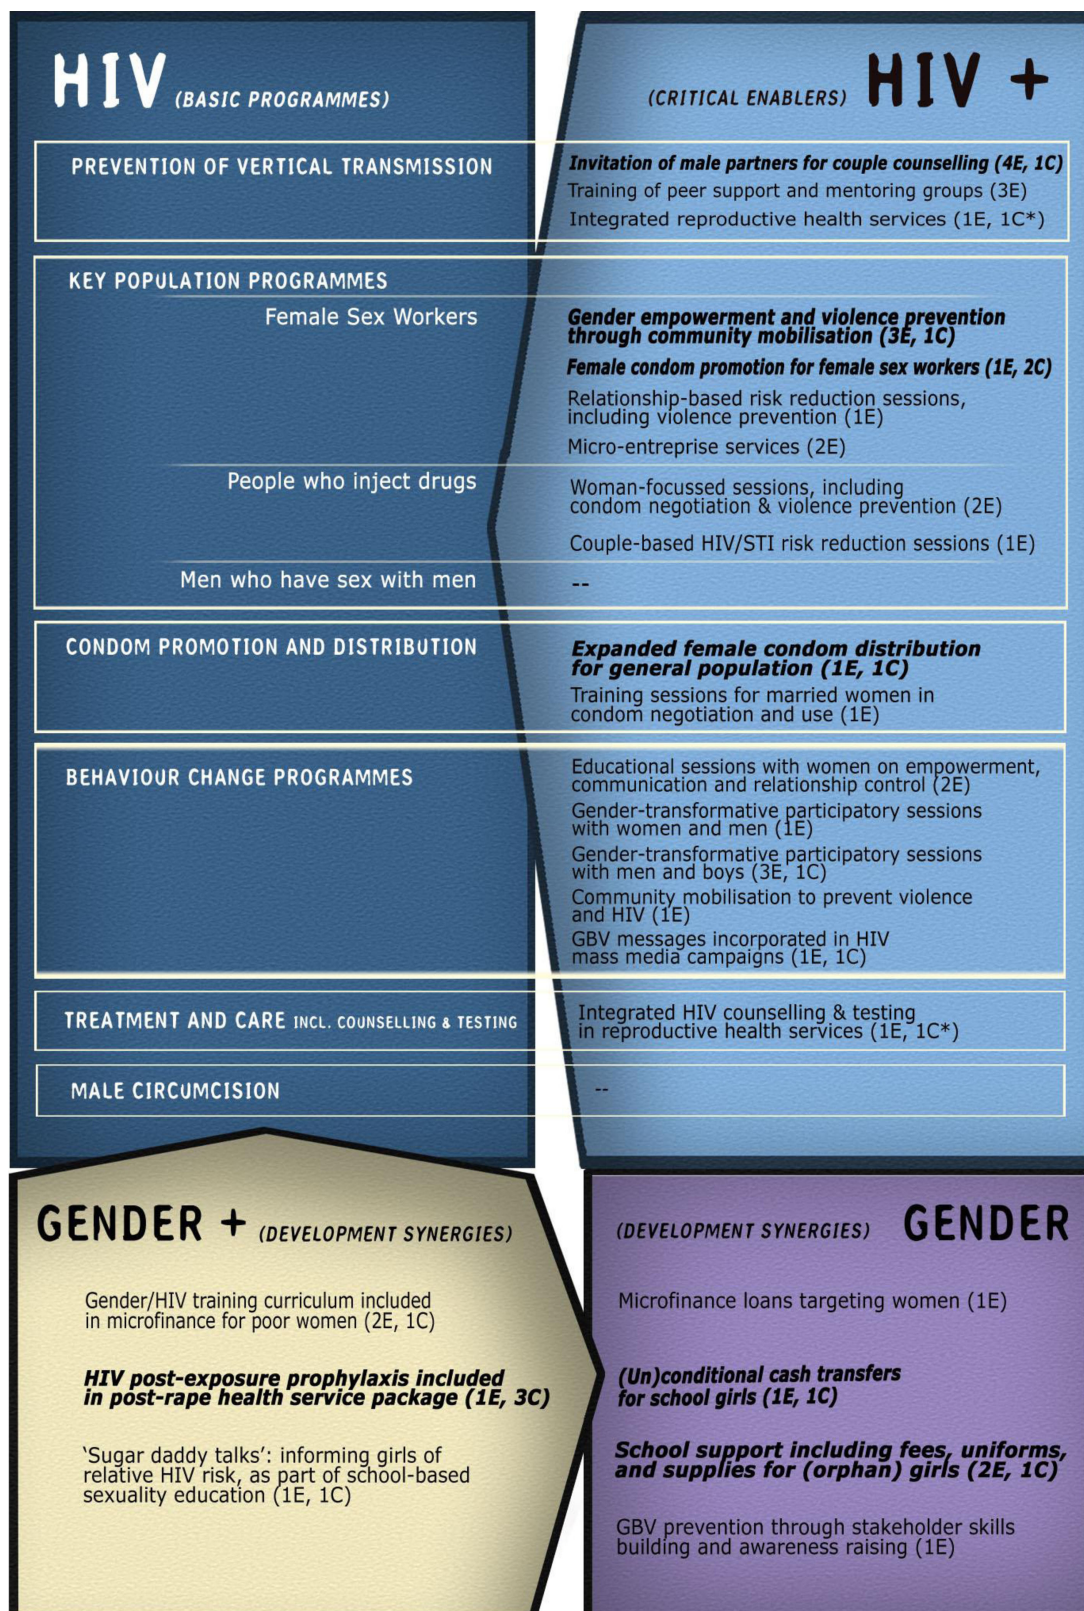 HIV (BASIC PROGRAMMES)
(CRITICAL ENABLERS) HIV +
PREVENTION OF VERTICAL TRANSMISSION
Invitation of male partners for couple counselling (4E, 1C)
Training of peer support and mentoring groups (3E)
Integrated reproductive health services (1E, 1C*)
KEY POPULATION PROGRAMMES
Female Sex Workers
Gender empowerment and violence prevention
through community mobilisation (3E, 1C)
Female condom promotion for female sex workers (1E, 2C)
Relationship-based risk reduction sessions,
including violence prevention (1E)
Micro-entreprise services (2E)
People who inject drugs
Woman-focussed sessions, including
condom negotiation & violence prevention (2E)
Couple-based HIV/STI risk reduction sessions (1E)
Men who have sex with men
--
CONDOM PROMOTION AND DISTRIBUTION
Expanded female condom distribution
for general population (1E, 1C)
Training sessions for married women in
condom negotiation and use (1E)
BEHAVIOUR CHANGE PROGRAMMES
Educational sessions with women on empowerment,
communication and relationship control (2E)
Gender-transformative participatory sessions
with women and men (1E)
Gender-transformative participatory sessions
with men and boys (3E, 1C)
Community mobilisation to prevent violence
and HIV (1E)
GBV messages incorporated in HIV
mass media campaigns (1E, 1C)
TREATMENT AND CARE INCL. COUNSELLING & TESTING
Integrated HIV counselling & testing
in reproductive health services (1E, 1C*)
MALE CIRCUMCISION
--
GENDER + (DEVELOPMENT SYNERGIES)
Gender/HIV training curriculum included
in microfinance for poor women (2E, 1C)
HIV post-exposure prophylaxis included
in post-rape health service package (1E, 3C)
‘Sugar daddy talks’: informing girls of
relative HIV risk, as part of school-based
sexuality education (1E, 1C)
(DEVELOPMENT SYNERGIES) GENDER
Microfinance loans targeting women (1E)
(Un)conditional cash transfers
for school girls (1E, 1C)
School support including fees, uniforms,
and supplies for (orphan) girls (2E, 1C)
GBV prevention through stakeholder skills
building and awareness raising (1E)